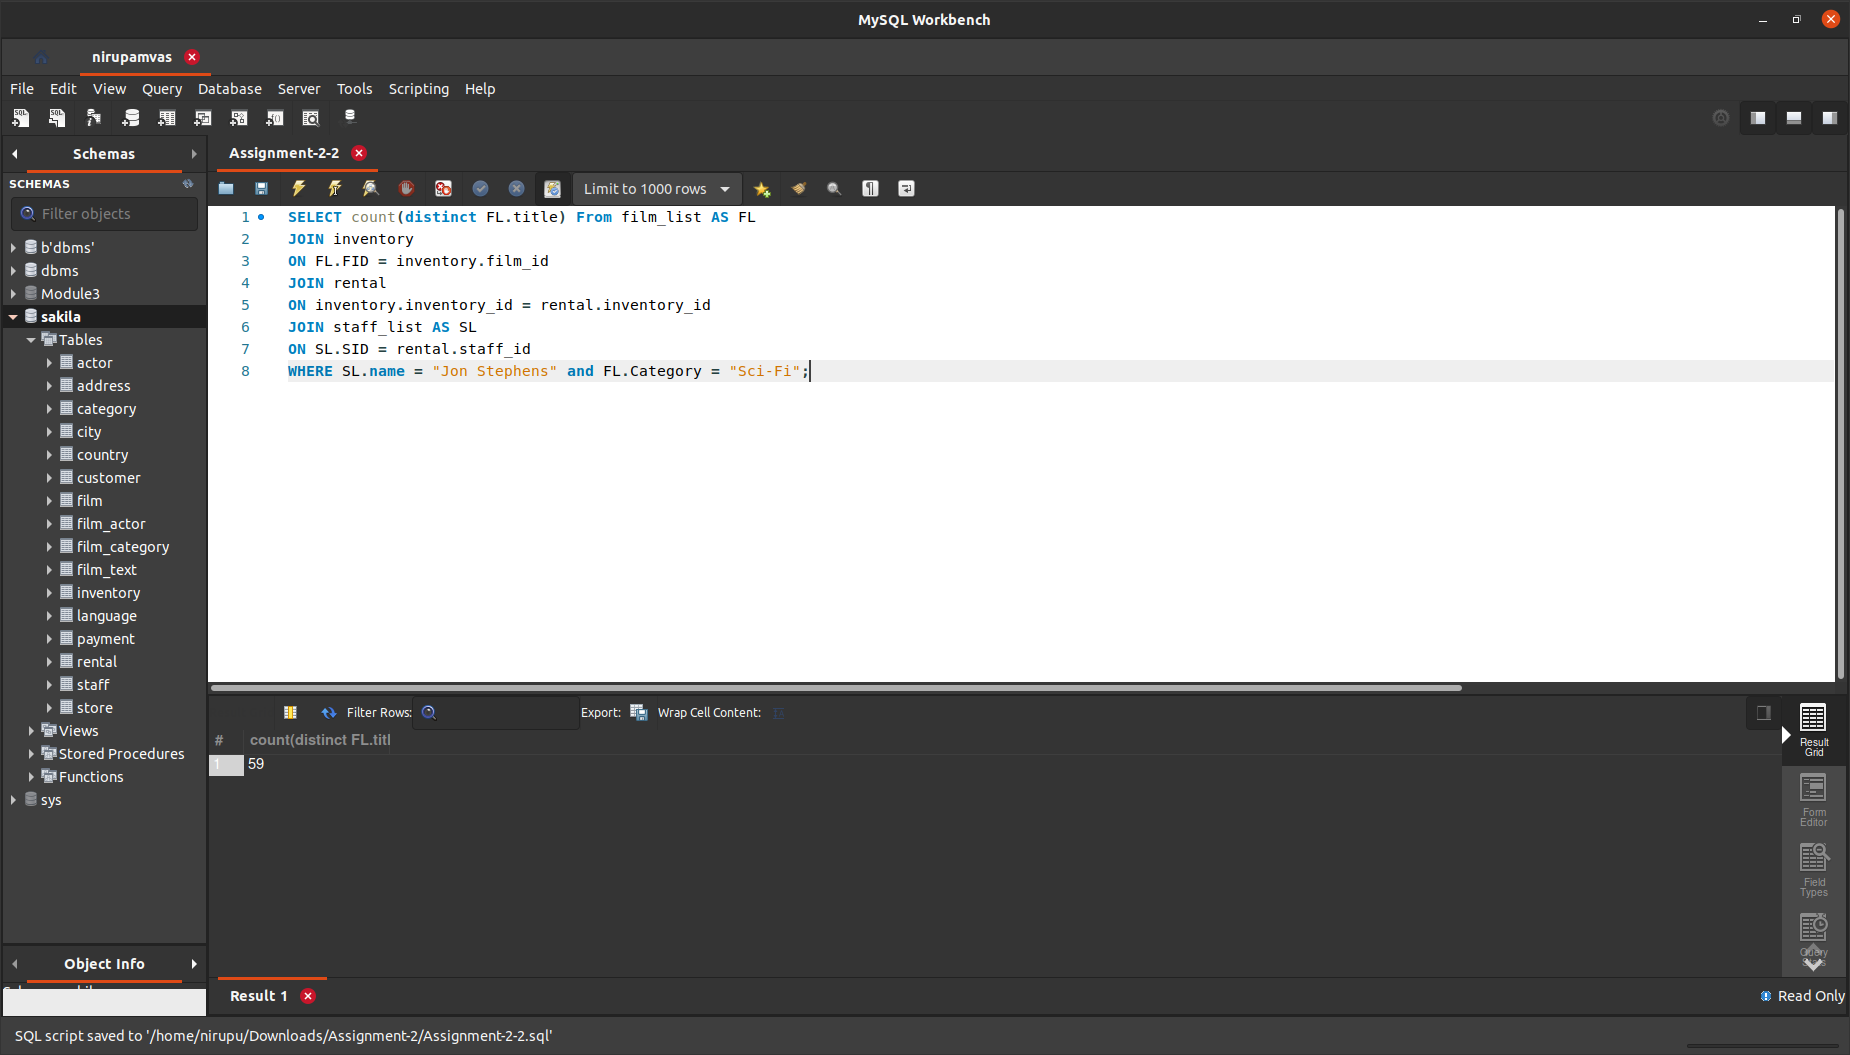 MySQL Workbench
nirupamvas
File Edit View Query Database Server Tools Scripting Help
Schemas
Assignment-2-2
SCHEMAS
Limit to 1000 rows
Filter objects
b'dbms'
dbms
Module3
sakila
Tables
actor
address
category
city
country
customer
film
film_actor
film_category
film_text
inventory
language
payment
rental
staff
store
Views
Stored Procedures
Functions
sys
1 SELECT count(distinct FL.title) From film_list AS FL
2 JOIN inventory
3 ON FL.FID = inventory.film_id
4 JOIN rental
5 ON inventory.inventory_id = rental.inventory_id
6 JOIN staff_list AS SL
7 ON SL.SID = rental.staff_id
8 WHERE SL.name = "Jon Stephens" and FL.Category = "Sci-Fi";
Filter Rows: Export: Wrap Cell Content:
# count(distinct FL.titl
1 59
Result
Grid
Form
Editor
Field
Types
Query
Object Info
Result 1
Read Only
SQL script saved to '/home/nirupu/Downloads/Assignment-2/Assignment-2-2.sql'